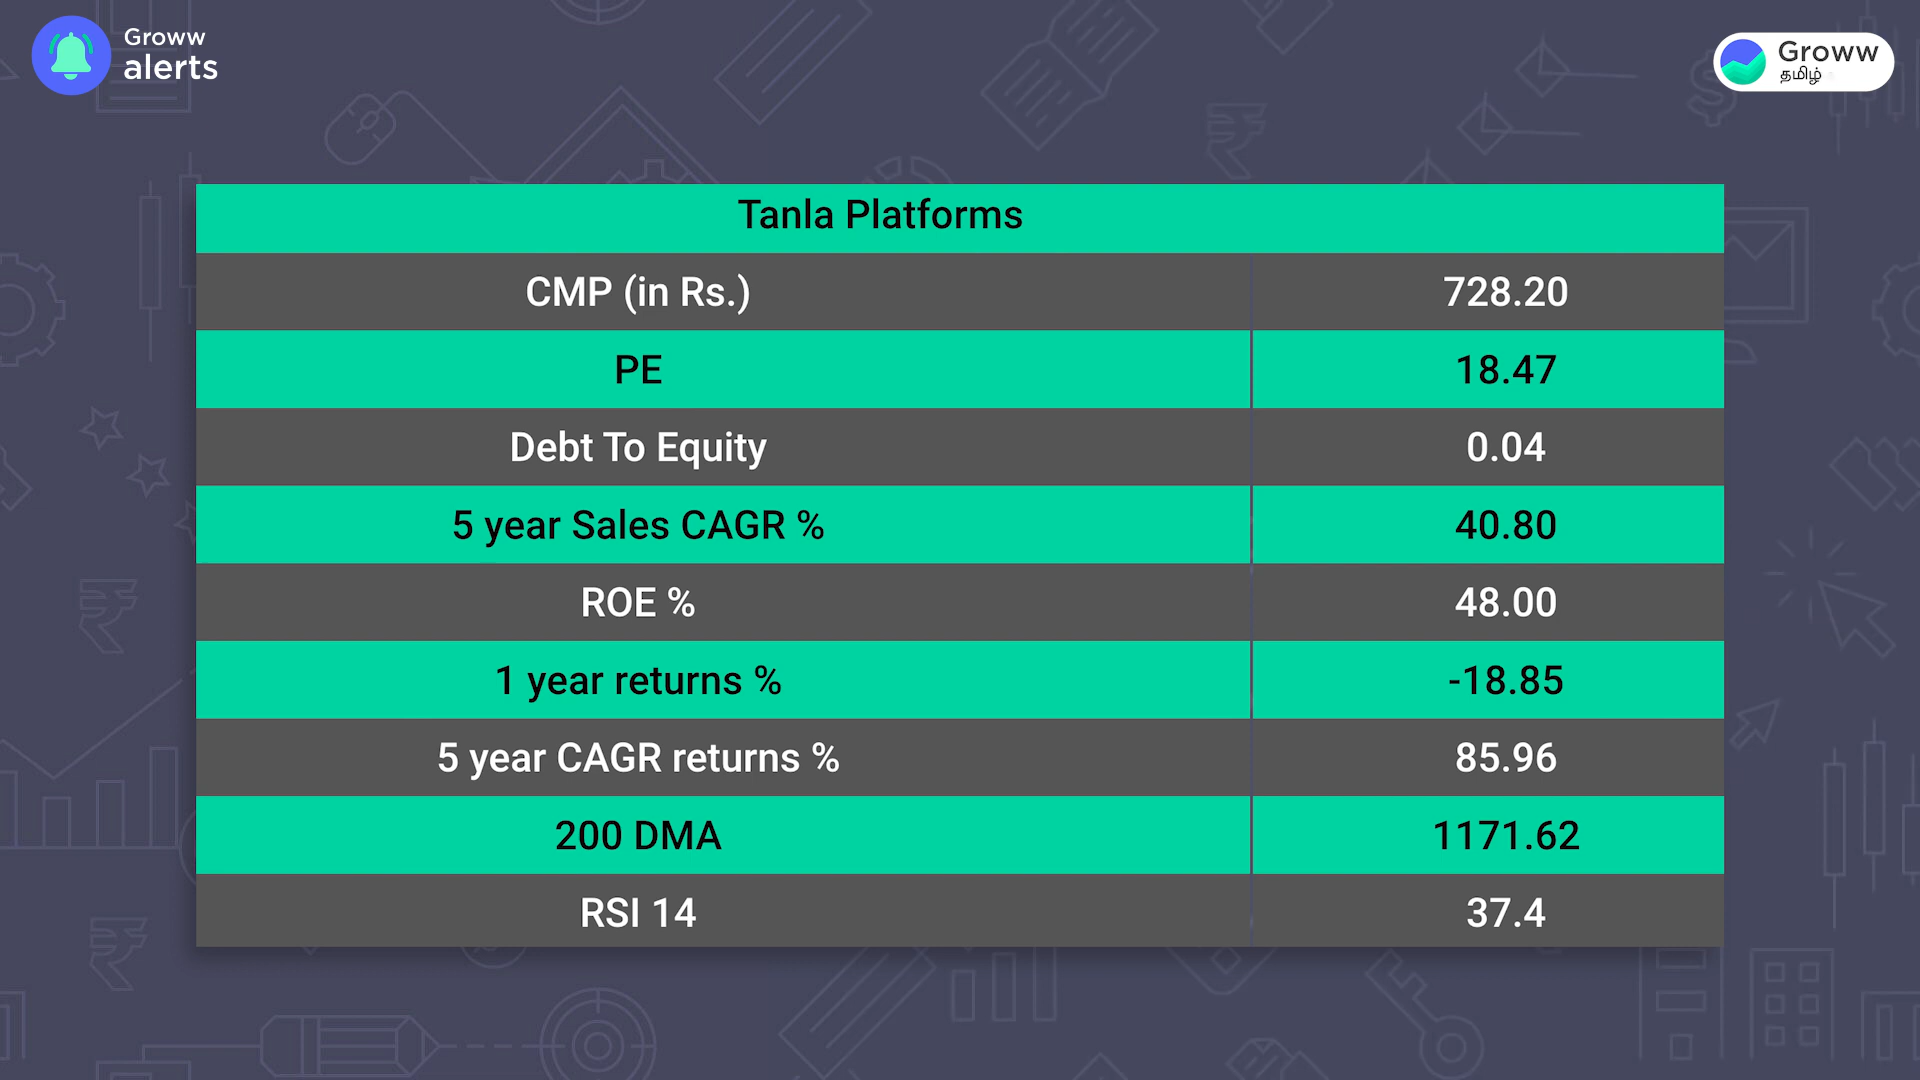 Groww
alerts
Groww
தமிழ்
Tanla Platforms
CMP (in Rs.) 728.20
PE 18.47
Debt To Equity 0.04
5 year Sales CAGR % 40.80
ROE % 48.00
1 year returns % -18.85
5 year CAGR returns % 85.96
200 DMA 1171.62
RSI 14 37.4